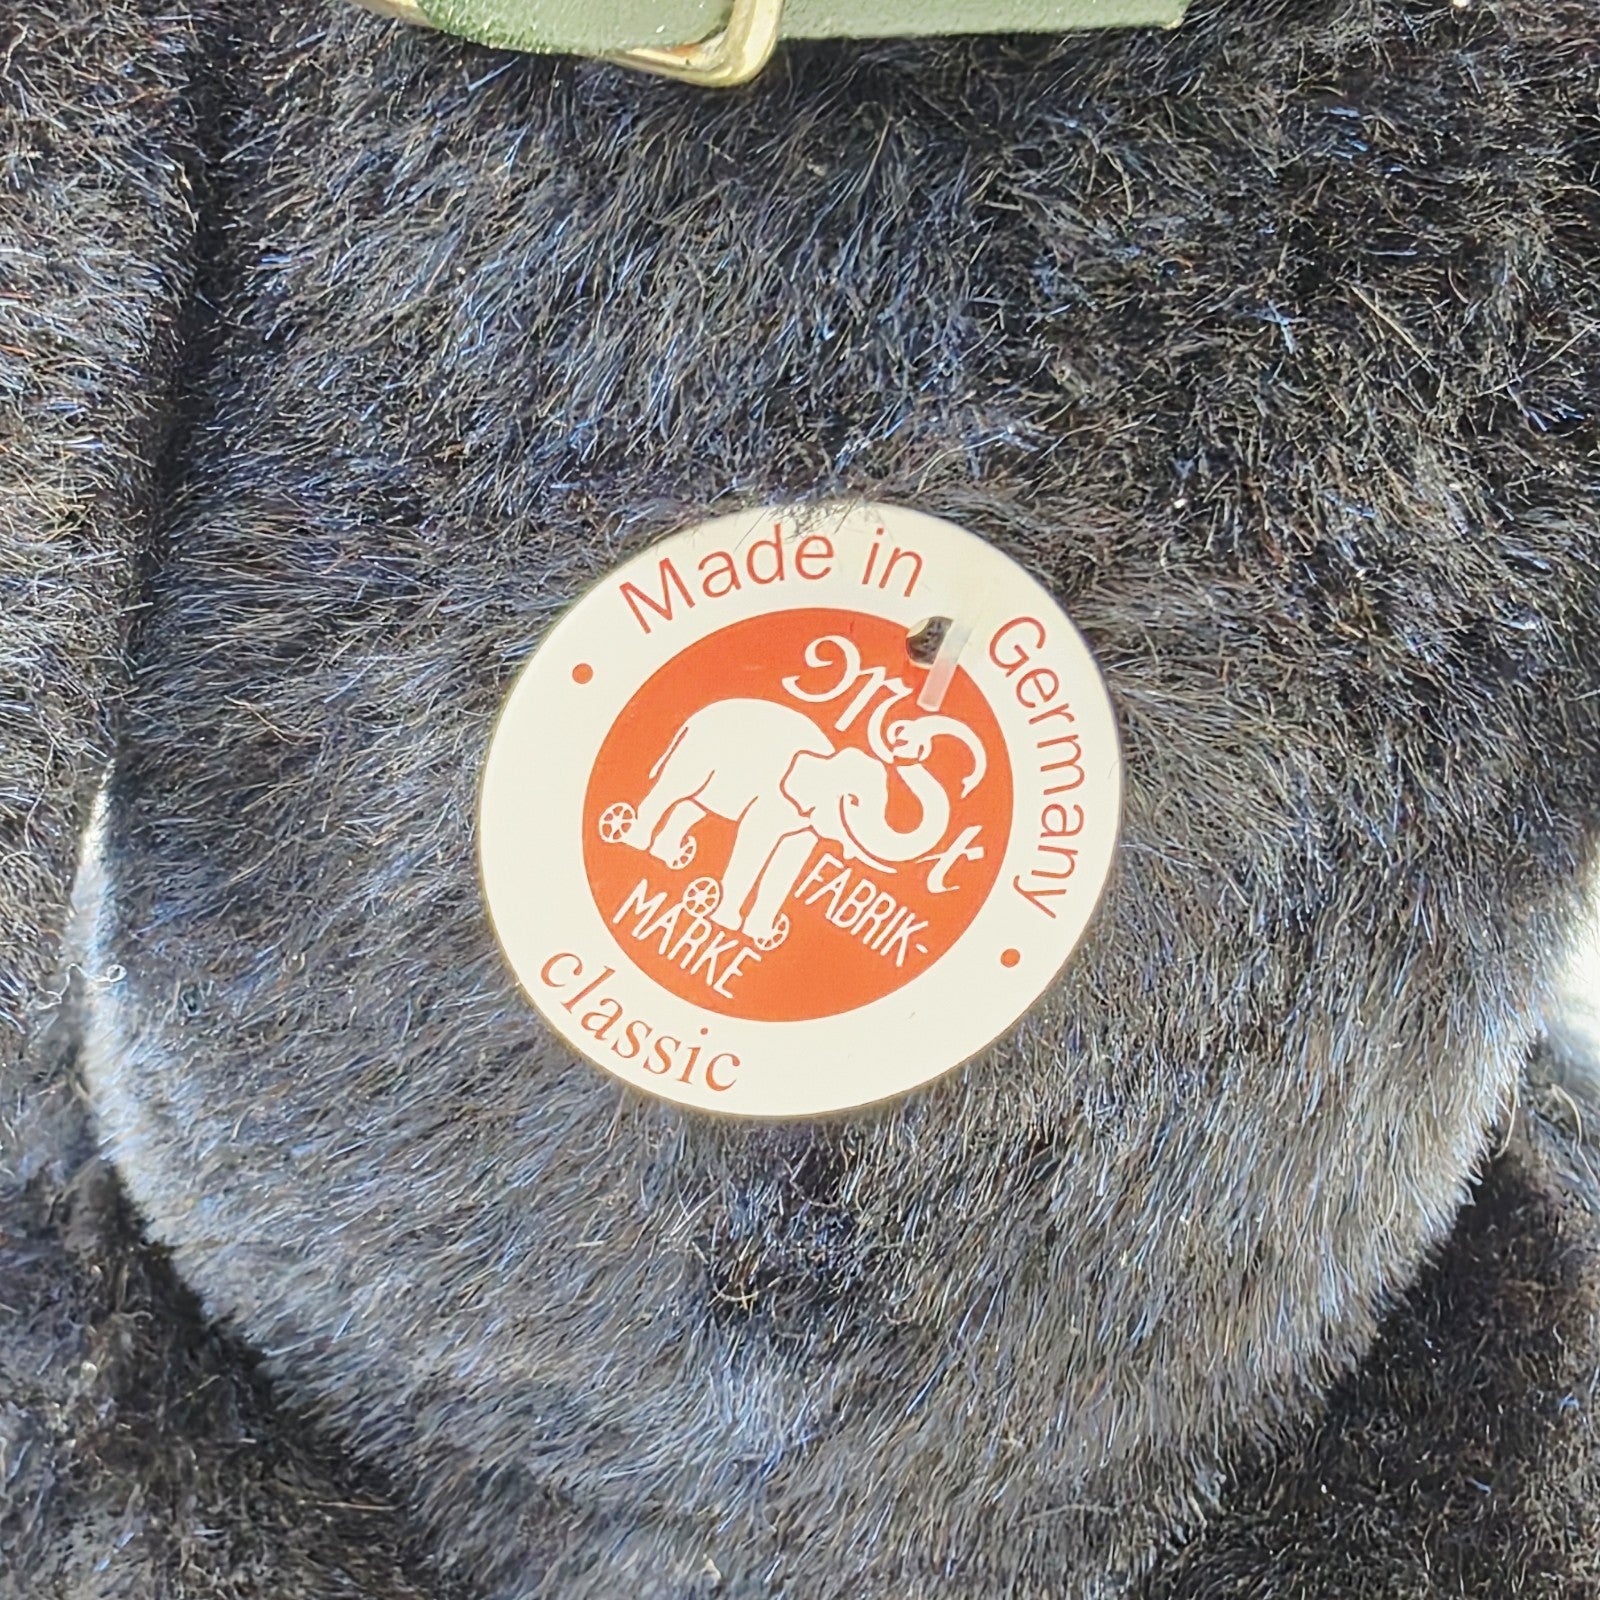 Made in Germany
MSt
FABRIK-
MARKE
classic